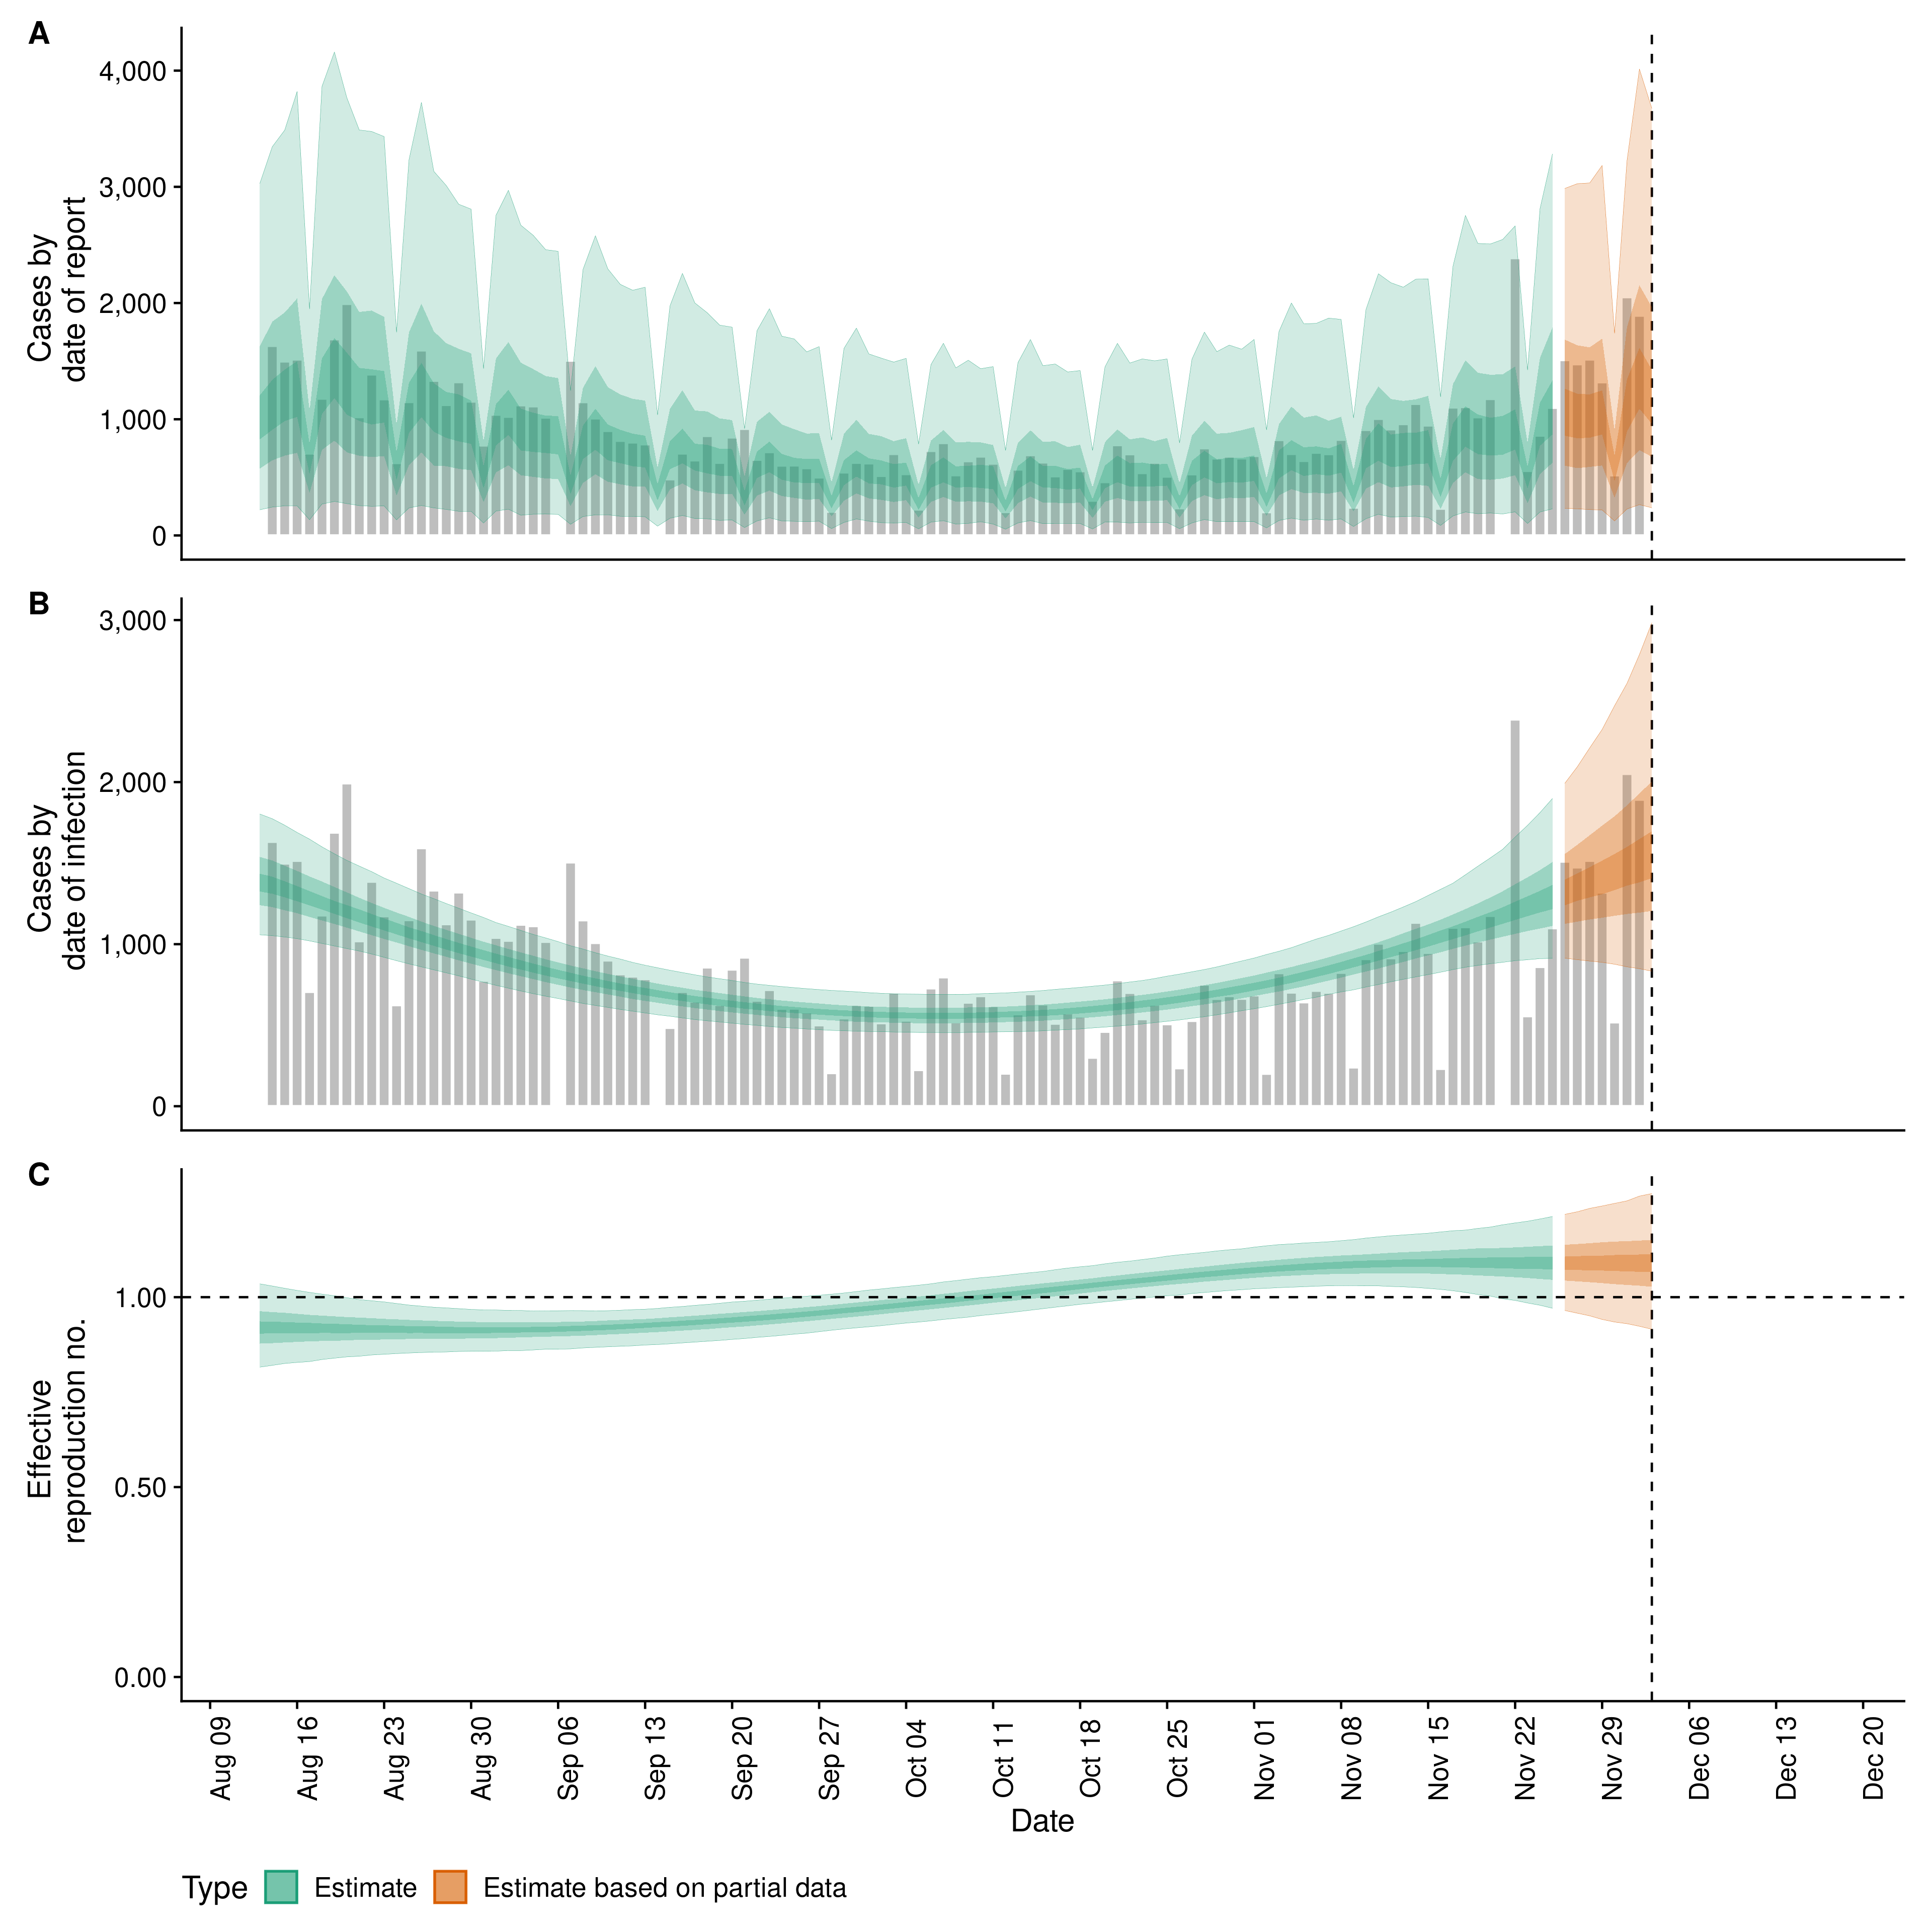 A
Cases by
date of report
4,000
3,000
2,000
1,000
0
B
Cases by
date of infection
3,000
2,000
1,000
0
C
Effective
reproduction no.
1.00
0.50
0.00
Aug 09
Aug 16
Aug 23
Aug 30
Sep 06
Sep 13
Sep 20
Sep 27
Oct 04
Oct 11
Oct 18
Oct 25
Nov 01
Nov 08
Nov 15
Nov 22
Nov 29
Dec 06
Dec 13
Dec 20
Date
Type Estimate Estimate based on partial data